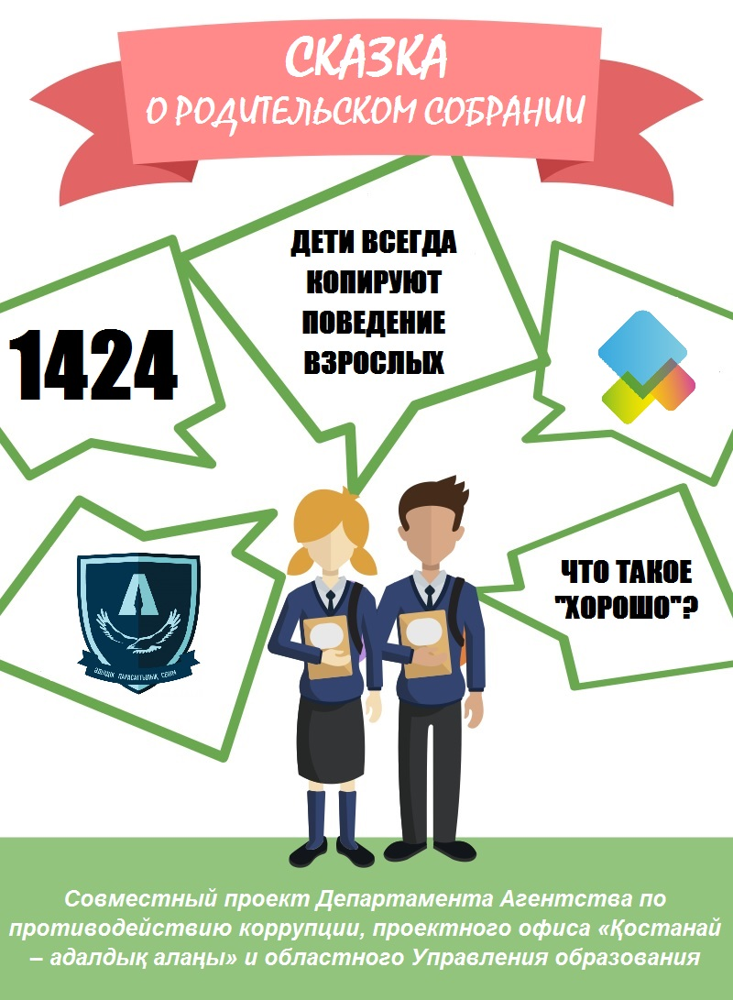 СКАЗКА
О РОДИТЕЛЬСКОМ СОБРАНИИ
ДЕТИ ВСЕГДА
КОПИРУЮТ
ПОВЕДЕНИЕ
ВЗРОСЛЫХ
1424
ӘДІЛДІК ПАРАСАТТЫЛЫҚ СЕНІМ
ЧТО ТАКОЕ
"ХОРОШО"?
Совместный проект Департамента Агентства по
противодействию коррупции, проектного офиса «Қостанай
– адалдық алаңы» и областного Управления образования